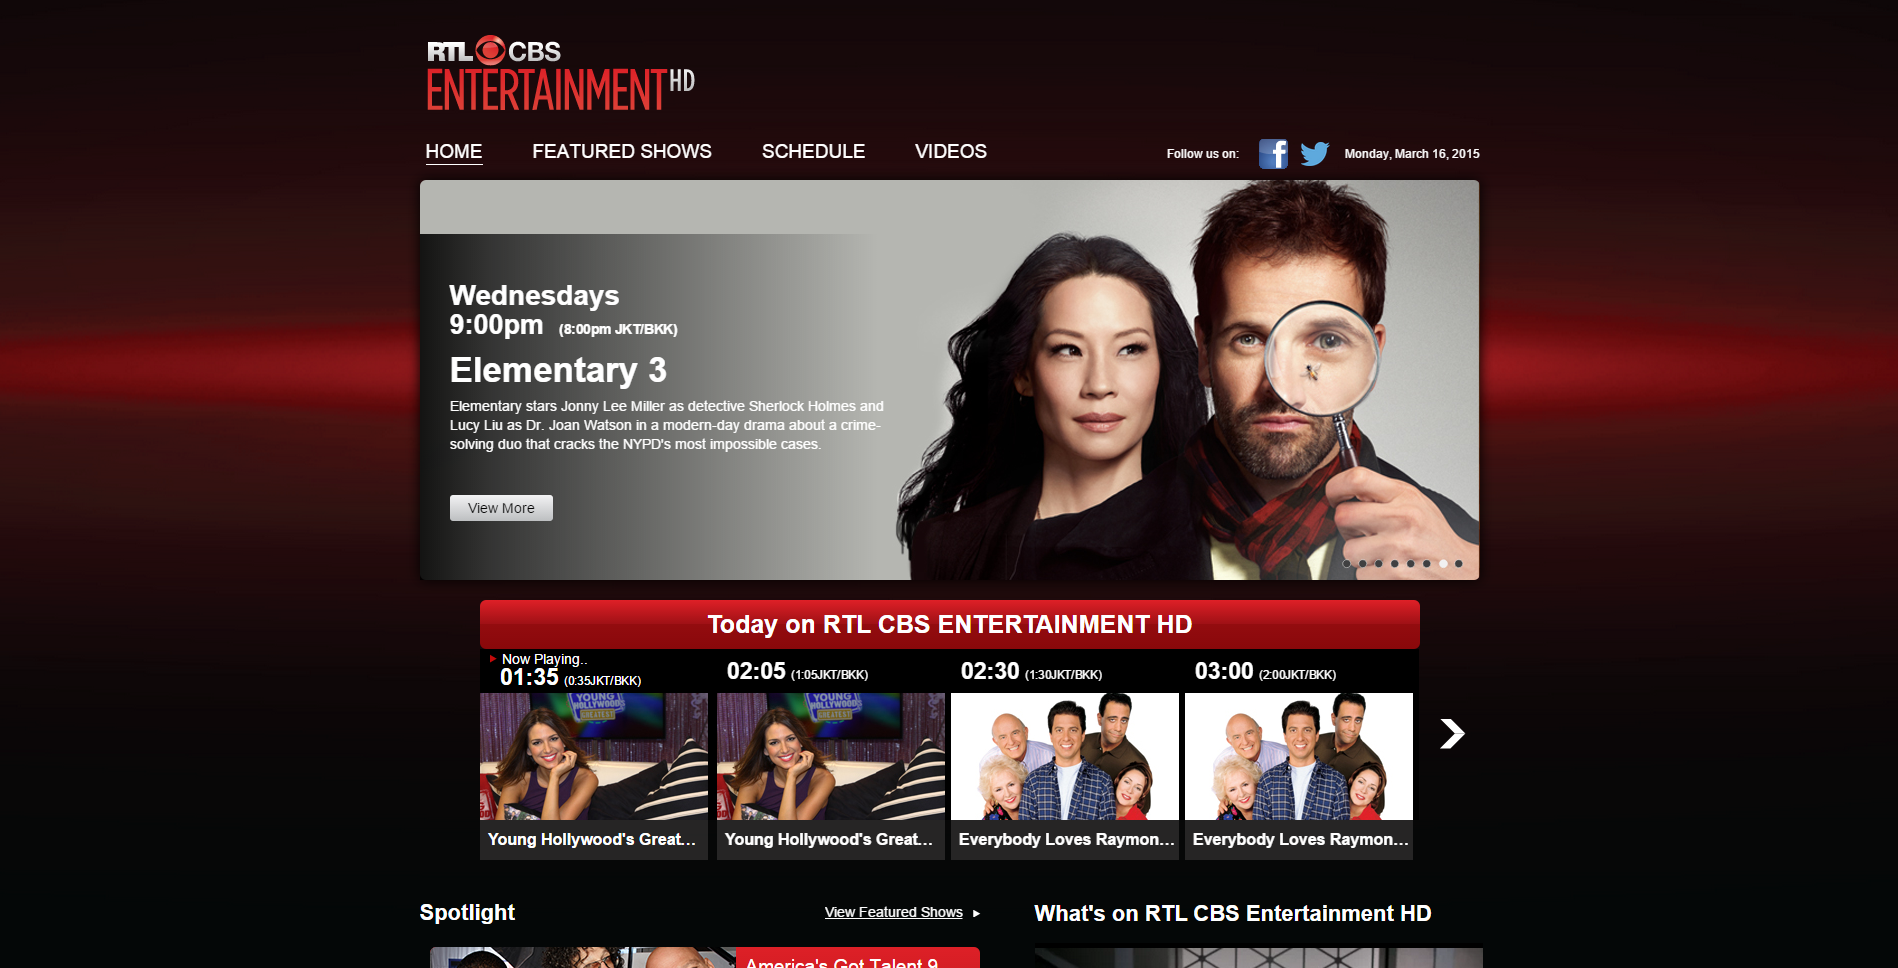 RTL CBS
ENTERTAINMENT HD
HOME
FEATURED SHOWS
SCHEDULE
VIDEOS
Follow us on:
Monday, March 16, 2015
Wednesdays
9:00pm (8:00pm JKT/BKK)
Elementary 3
Elementary stars Jonny Lee Miller as detective Sherlock Holmes and
Lucy Liu as Dr. Joan Watson in a modern-day drama about a crime-
solving duo that cracks the NYPD's most impossible cases.
View More
Today on RTL CBS ENTERTAINMENT HD
Now Playing..
01:35 (0:35JKT/BKK)
02:05 (1:05JKT/BKK)
02:30 (1:30JKT/BKK)
03:00 (2:00JKT/BKK)
YOUNG
HOLLYWOOD'S
GREATEST
YOUNG
HOLLYWOOD'S
GREATEST
Young Hollywood's Great...
Young Hollywood's Great...
Everybody Loves Raymon...
Everybody Loves Raymon...
Spotlight
View Featured Shows
What's on RTL CBS Entertainment HD
America's Got Talent 9